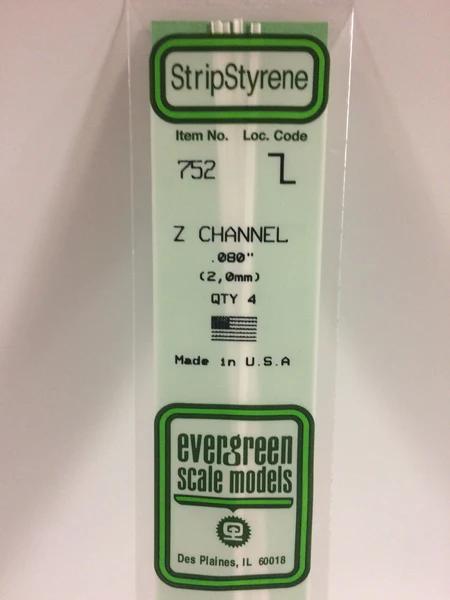 StripStyrene
Item No. Loc. Code
752
Z CHANNEL
.080"
(2,0mm)
QTY 4
Made in U.S.A
evergreen
scale models
Des Plaines, IL 60018